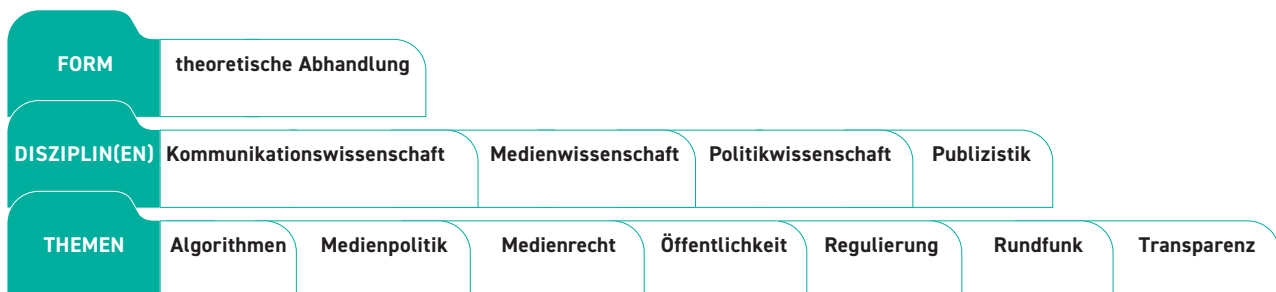 FORM theoretische Abhandlung
DISZIPLIN(EN) Kommunikationswissenschaft Medienwissenschaft Politikwissenschaft Publizistik
THEMEN Algorithmen Medienpolitik Medienrecht Öffentlichkeit Regulierung Rundfunk Transparenz